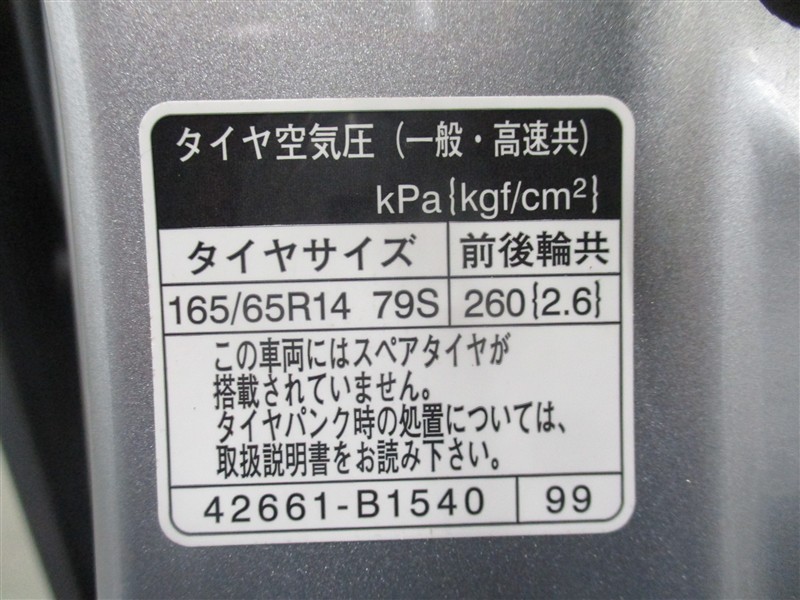 タイヤ空気圧（一般・高速共）
kPa{kgf/cm²}
タイヤサイズ 前後輪共
165/65R14 79S 260{2.6}
この車両にはスペアタイヤが
搭載されていません。
タイヤパンク時の処置については、
取扱説明書をお読み下さい。
42661-B1540 99